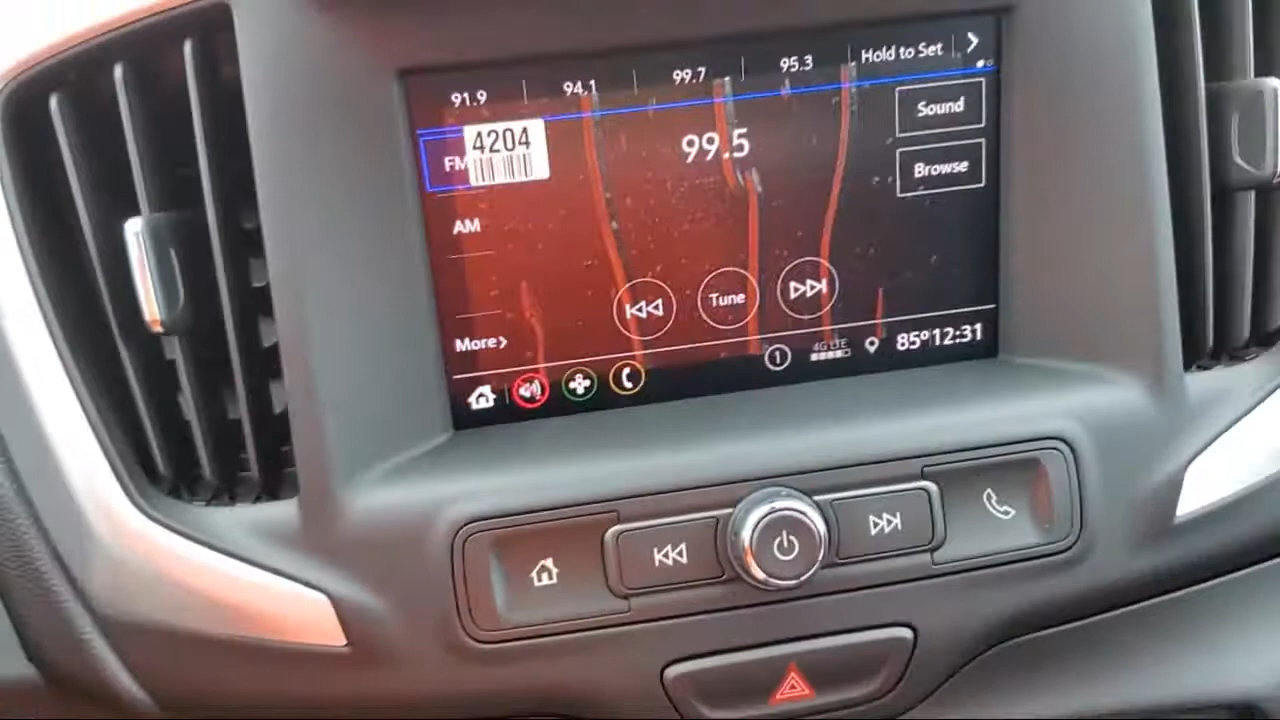 91.9
94.1
99.7
95.3
Hold to Set
FM
4204
99.5
Sound
Browse
AM
Tune
More
1
4G LTE
85° 12:31